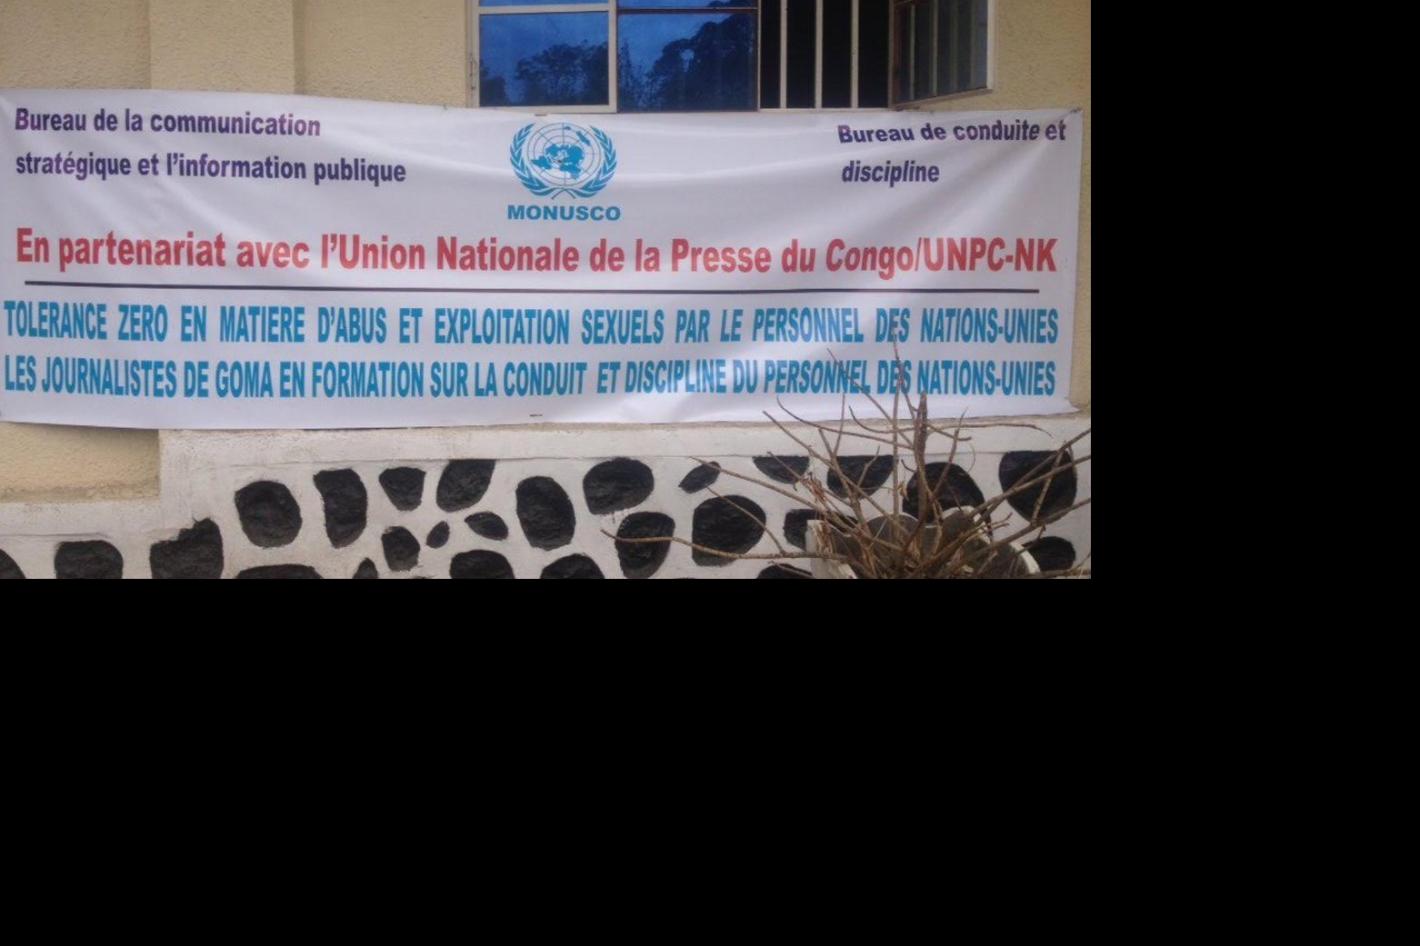 Bureau de la communication
stratégique et l'information publique
MONUSCO
Bureau de conduite et
discipline
En partenariat avec l'Union Nationale de la Presse du Congo/UNPC-NK
TOLERANCE ZERO EN MATIERE D'ABUS ET EXPLOITATION SEXUELS PAR LE PERSONNEL DES NATIONS-UNIES
LES JOURNALISTES DE GOMA EN FORMATION SUR LA CONDUIT ET DISCIPLINE DU PERSONNEL DES NATIONS-UNIES